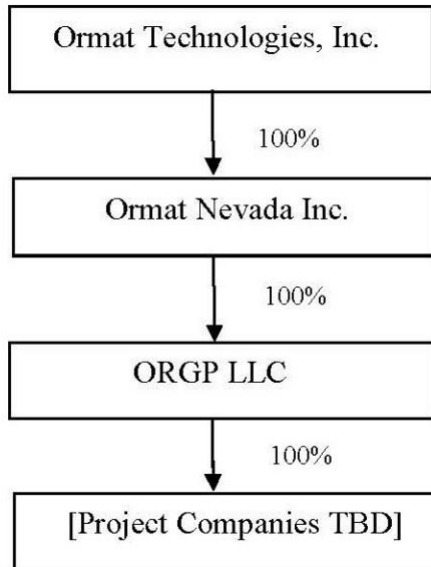 Ormat Technologies, Inc.
100%
Ormat Nevada Inc.
100%
ORGP LLC
100%
[Project Companies TBD]